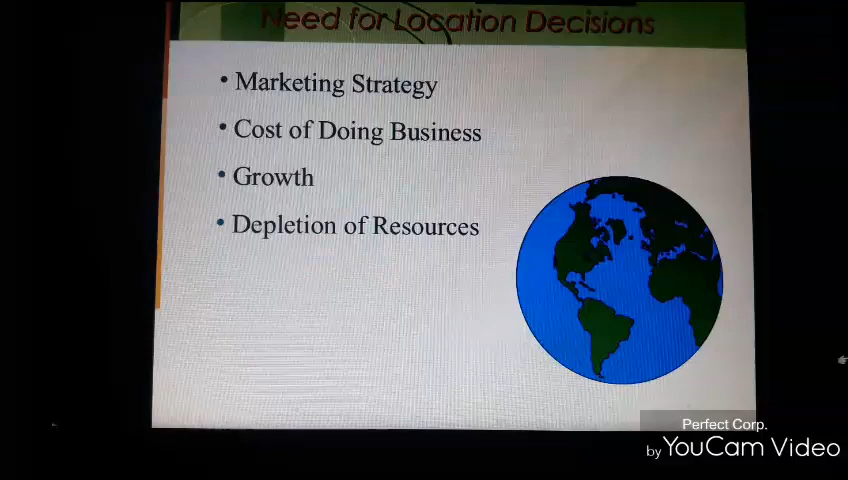 Need for Location Decisions
• Marketing Strategy
• Cost of Doing Business
• Growth
• Depletion of Resources
Perfect Corp.
by YouCam Video